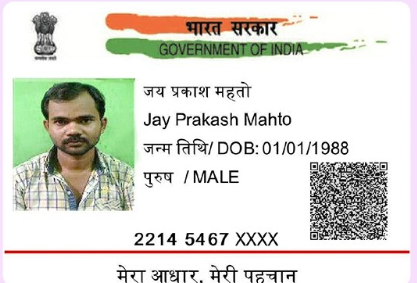 भारत सरकार
GOVERNMENT OF INDIA
जय प्रकाश महतो
Jay Prakash Mahto
जन्म तिथि/ DOB: 01/01/1988
पुरुष / MALE
2214 5467 XXXX
मेरा आधार, मेरी पहचान